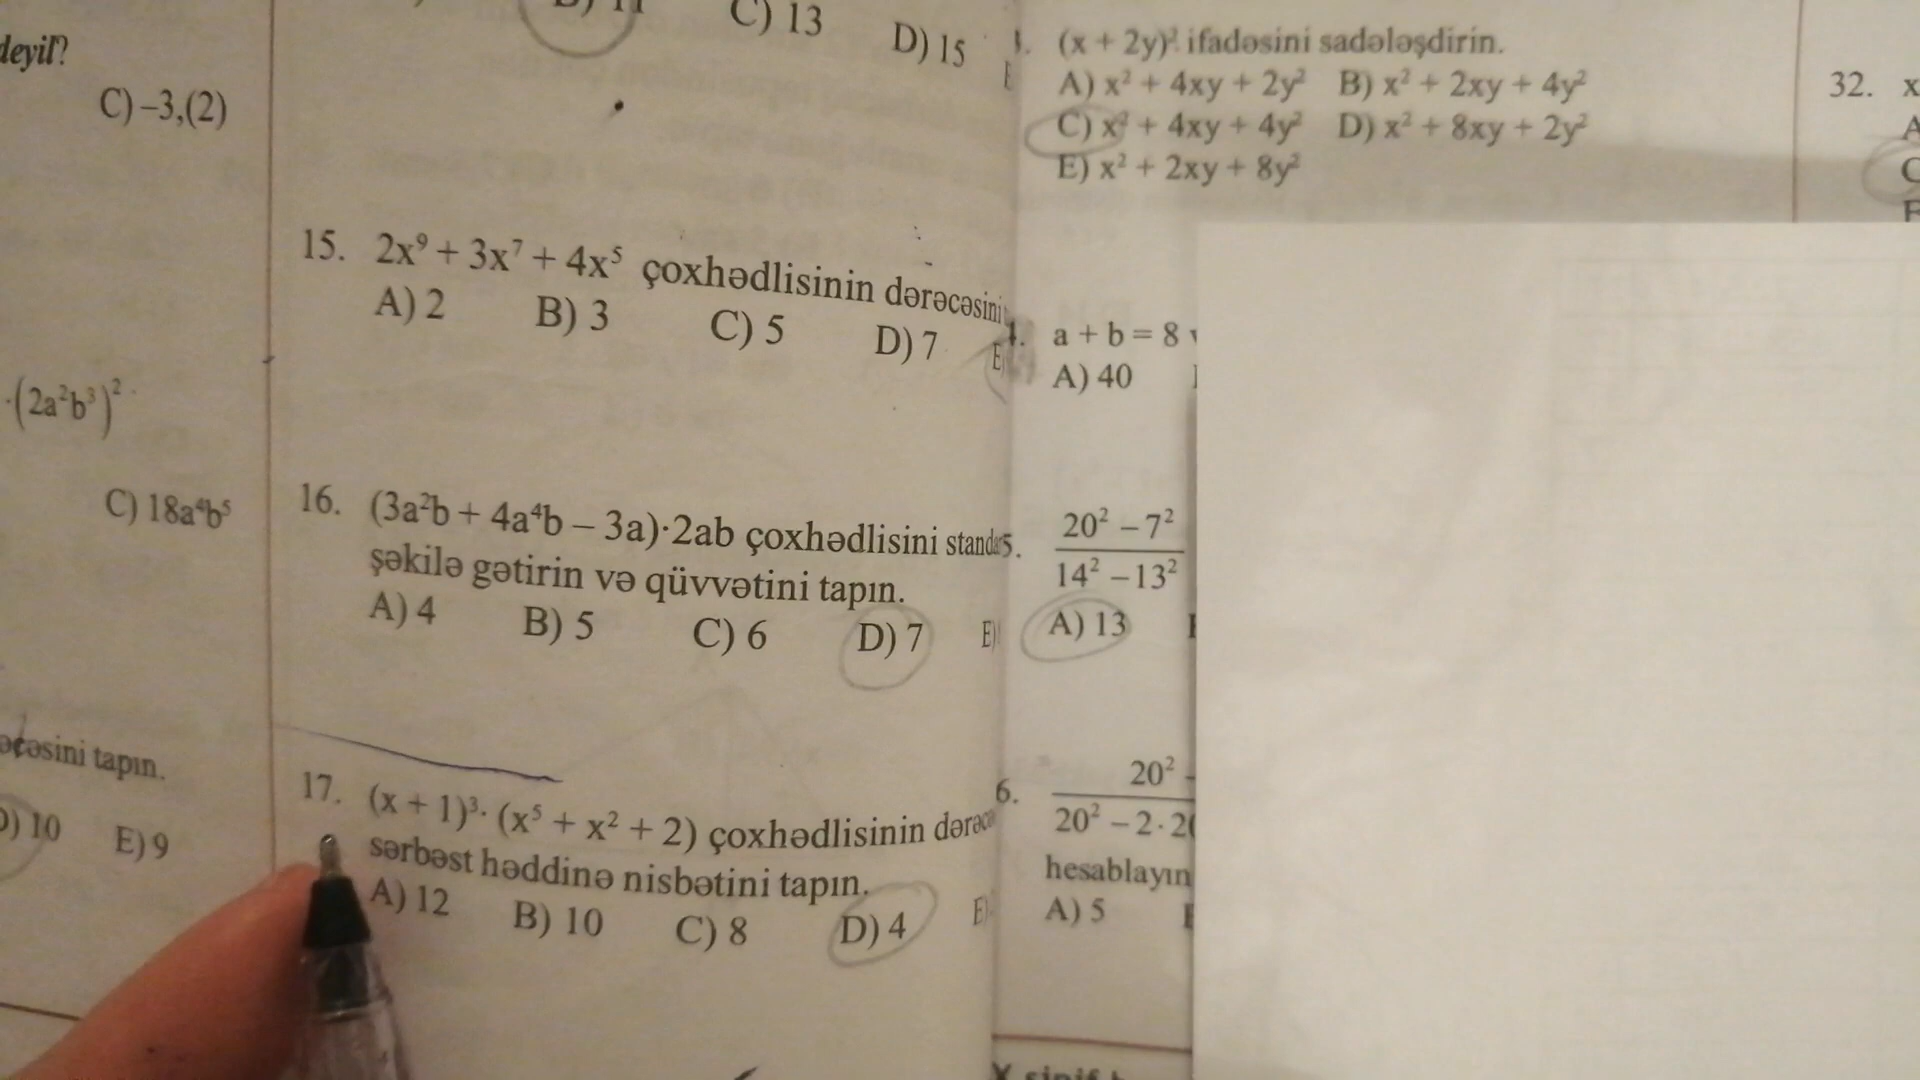 deyil?
C) –3,(2)
·(2a²b³)²
C) 18a⁴b⁵
tapın.
D) 10 E) 9
C) 13 D) 15
15. 2x⁹ + 3x⁷ + 4x⁵ çoxhədlisinin dərəcəsini
A) 2 B) 3 C) 5 D) 7 E)
16. (3a²b + 4a⁴b – 3a)·2ab çoxhədlisini
şəkilə gətirin və qüvvətini tapın.
A) 4 B) 5 C) 6 D) 7 E)
17. (x + 1)³· (x⁵ + x² + 2) çoxhədlisinin
sərbəst həddinə nisbətini tapın.
A) 12 B) 10 C) 8 D) 4 E)
(x + 2y)² ifadəsini sadələşdirin.
A) x² + 4xy + 2y² B) x² + 2xy + 4y²
C) x² + 4xy + 4y² D) x² + 8xy + 2y²
E) x² + 2xy + 8y²
a + b = 8
A) 40
5. 20² – 7²
14² – 13²
A) 13
6. 20² -
20² – 2 · 2
hesablayın
A) 5
32. x
A
C